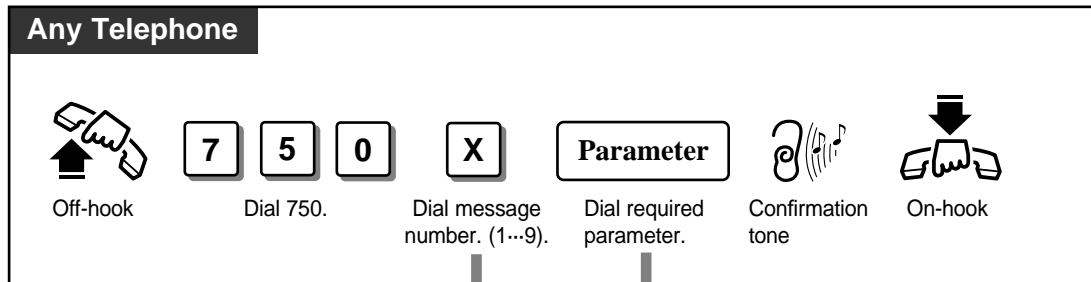 Any Telephone
7 5 0 X Parameter
Off-hook
Dial 750.
Dial message
number. (1···9).
Dial required
parameter.
Confirmation
tone
On-hook